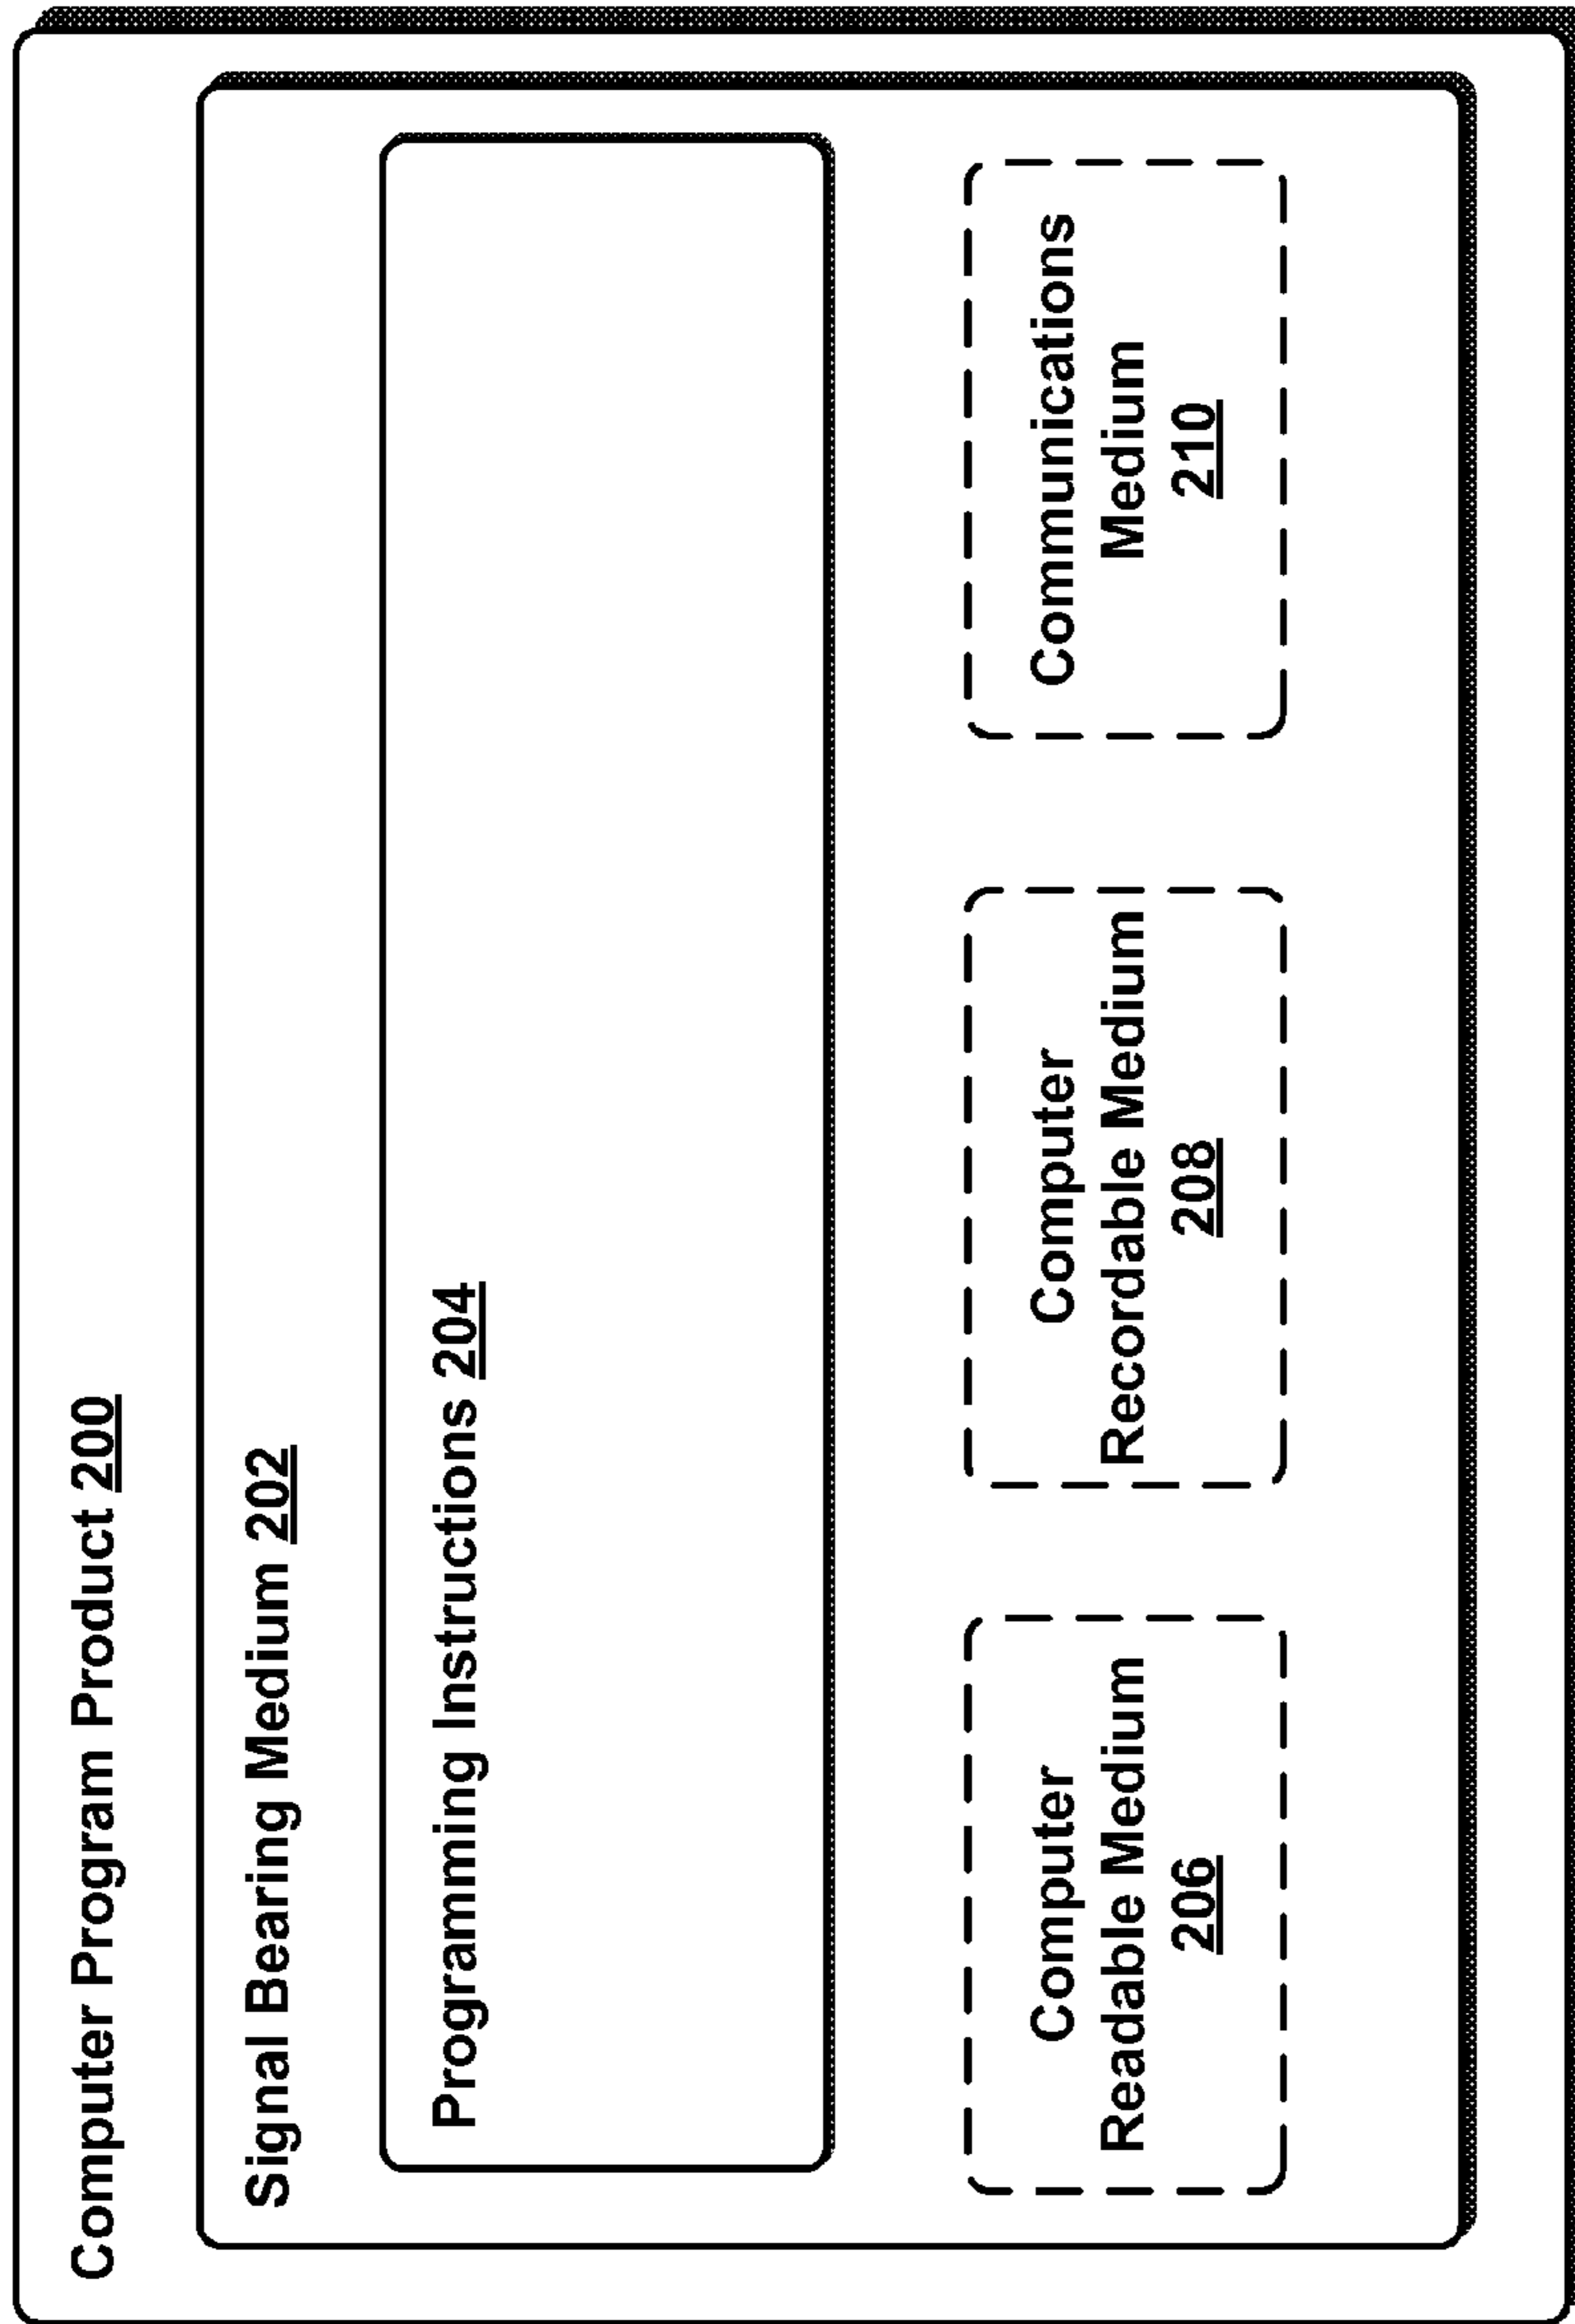 Computer Program Product 200
Signal Bearing Medium 202
Programming Instructions 204
Computer
Readable Medium
206
Computer
Recordable Medium
208
Communications
Medium
210